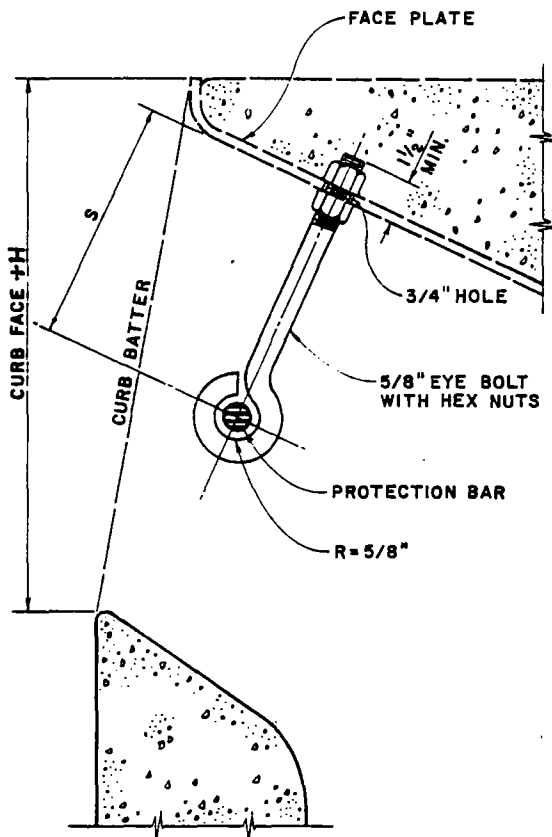 FACE PLATE
1 1/2"
MIN.
S
CURB FACE + H
CURB BATTER
3/4" HOLE
5/8" EYE BOLT
WITH HEX NUTS
PROTECTION BAR
R = 5/8"